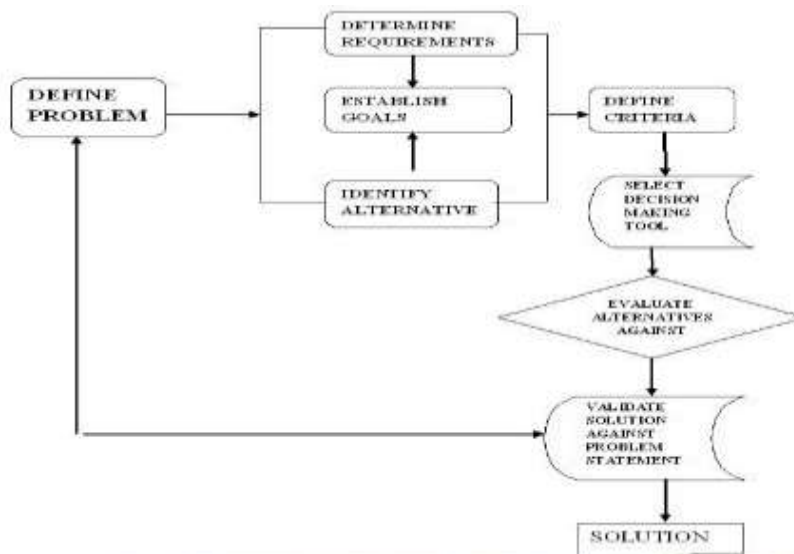 DETERMINE
REQUIREMENTS
DEFINE
PROBLEM
ESTABLISH
GOALS
DEFINE
CRITERIA
IDENTIFY
ALTERNATIVE
SELECT
DECISION
MAKING
TOOL
EVALUATE
ALTERNATIVES
AGAINST
VALIDATE
SOLUTION
AGAINST
PROBLEM
STATEMENT
SOLUTION